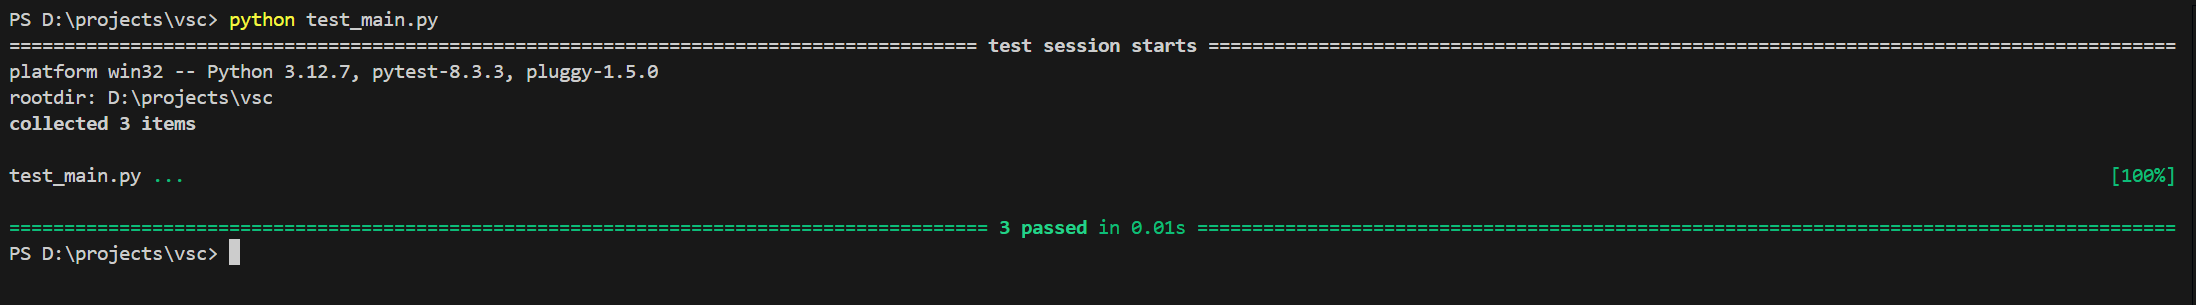 PS D:\projects\vsc> python test_main.py
======================================================================================== test session starts ========================================================================================
platform win32 -- Python 3.12.7, pytest-8.3.3, pluggy-1.5.0
rootdir: D:\projects\vsc
collected 3 items
test_main.py ... [100%]
========================================================================================= 3 passed in 0.01s =========================================================================================
PS D:\projects\vsc>